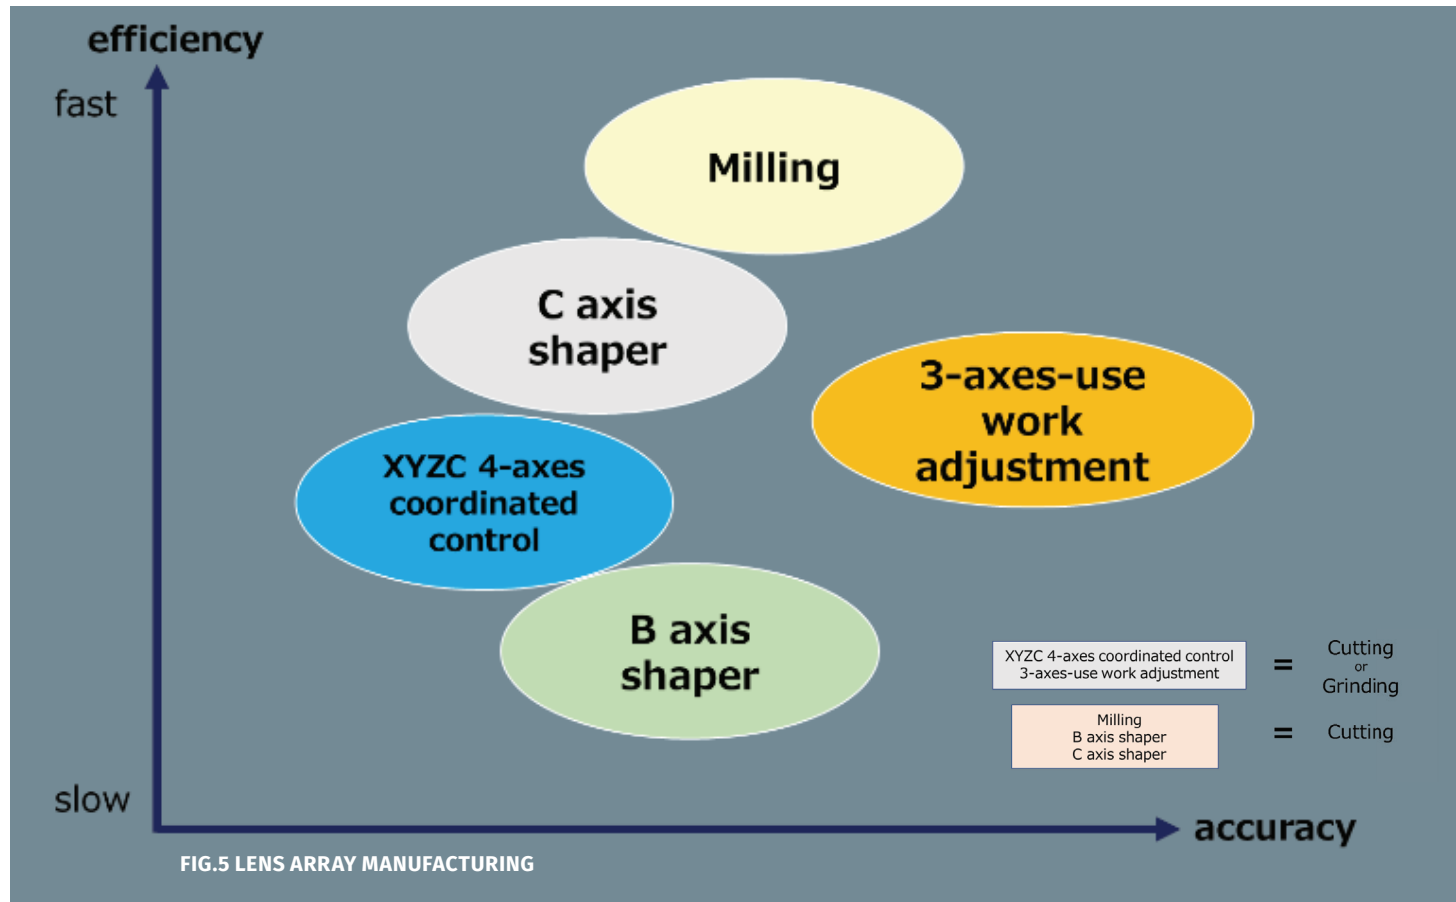 efficiency
fast
Milling
C axis
shaper
3-axes-use
work
adjustment
XYZC 4-axes
coordinated
control
B axis
shaper
XYZC 4-axes coordinated control
3-axes-use work adjustment
=
Cutting
or
Grinding
Milling
B axis shaper
C axis shaper
=
Cutting
slow
accuracy
FIG.5 LENS ARRAY MANUFACTURING